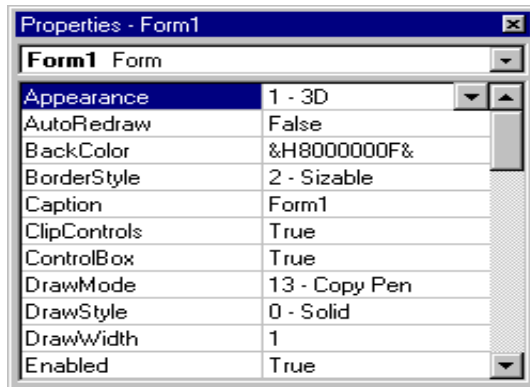 Properties - Form1
Form1 Form
Appearance 1 - 3D
AutoRedraw False
BackColor &H8000000F&
BorderStyle 2 - Sizable
Caption Form1
ClipControls True
ControlBox True
DrawMode 13 - Copy Pen
DrawStyle 0 - Solid
DrawWidth 1
Enabled True